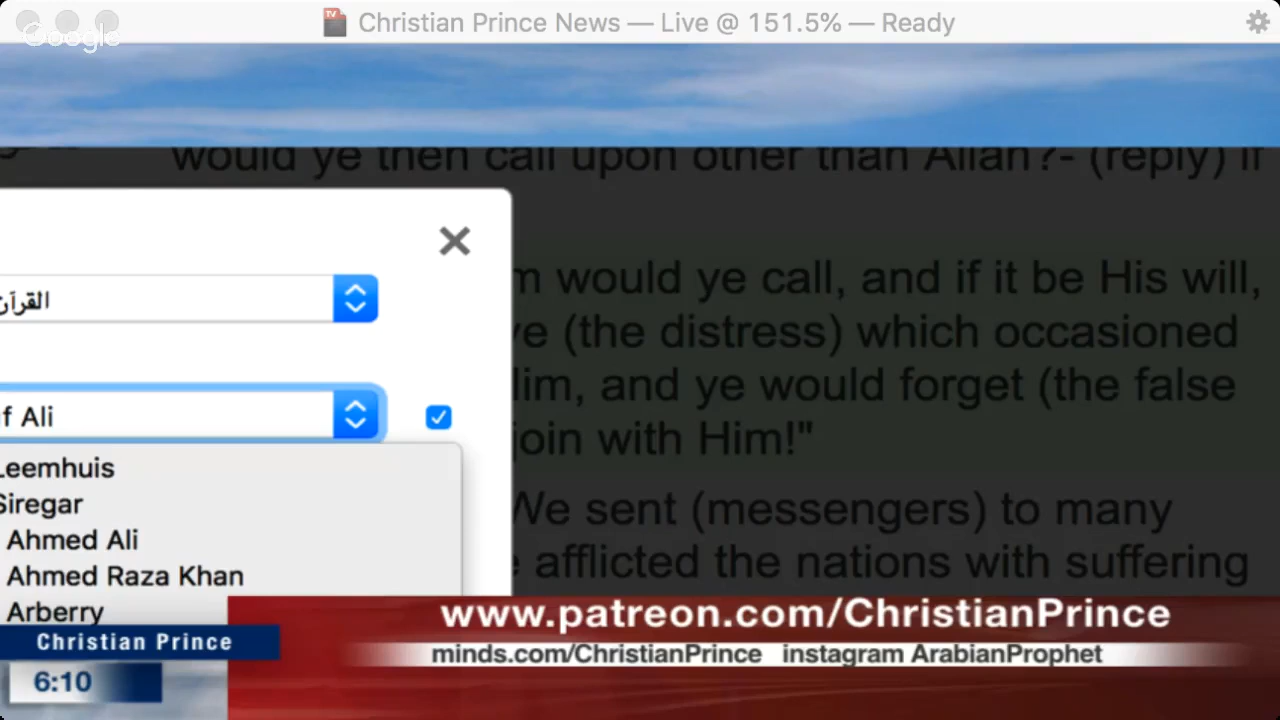 Christian Prince News — Live @ 151.5% — Ready
Google
would ye then call upon other than Allah?- (reply) if
would ye call, and if it be His will,
القرآن
(the distress) which occasioned
and ye would forget (the false
f Ali
join with Him!"
Leemhuis
Siregar
We sent (messengers) to many
Ahmed Ali
afflicted the nations with suffering
Ahmed Raza Khan
Arberry
www.patreon.com/ChristianPrince
Christian Prince
minds.com/ChristianPrince instagram ArabianProphet
6:10